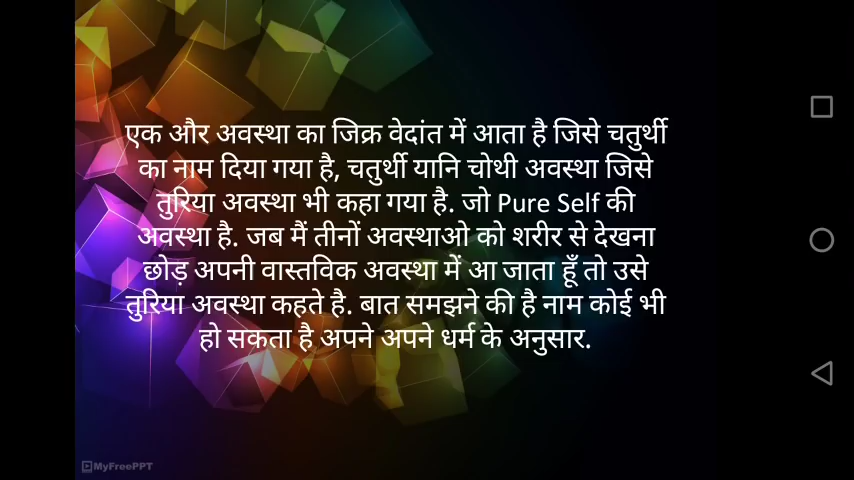 एक और अवस्था का जिक्र वेदांत में आता है जिसे चतुर्थी
का नाम दिया गया है, चतुर्थी यानि चोथी अवस्था जिसे
तुरिया अवस्था भी कहा गया है. जो Pure Self की
अवस्था है. जब मैं तीनों अवस्थाओ को शरीर से देखना
छोड़ अपनी वास्तविक अवस्था में आ जाता हूँ तो उसे
तुरिया अवस्था कहते है. बात समझने की है नाम कोई भी
हो सकता है अपने अपने धर्म के अनुसार.
MyFreePPT